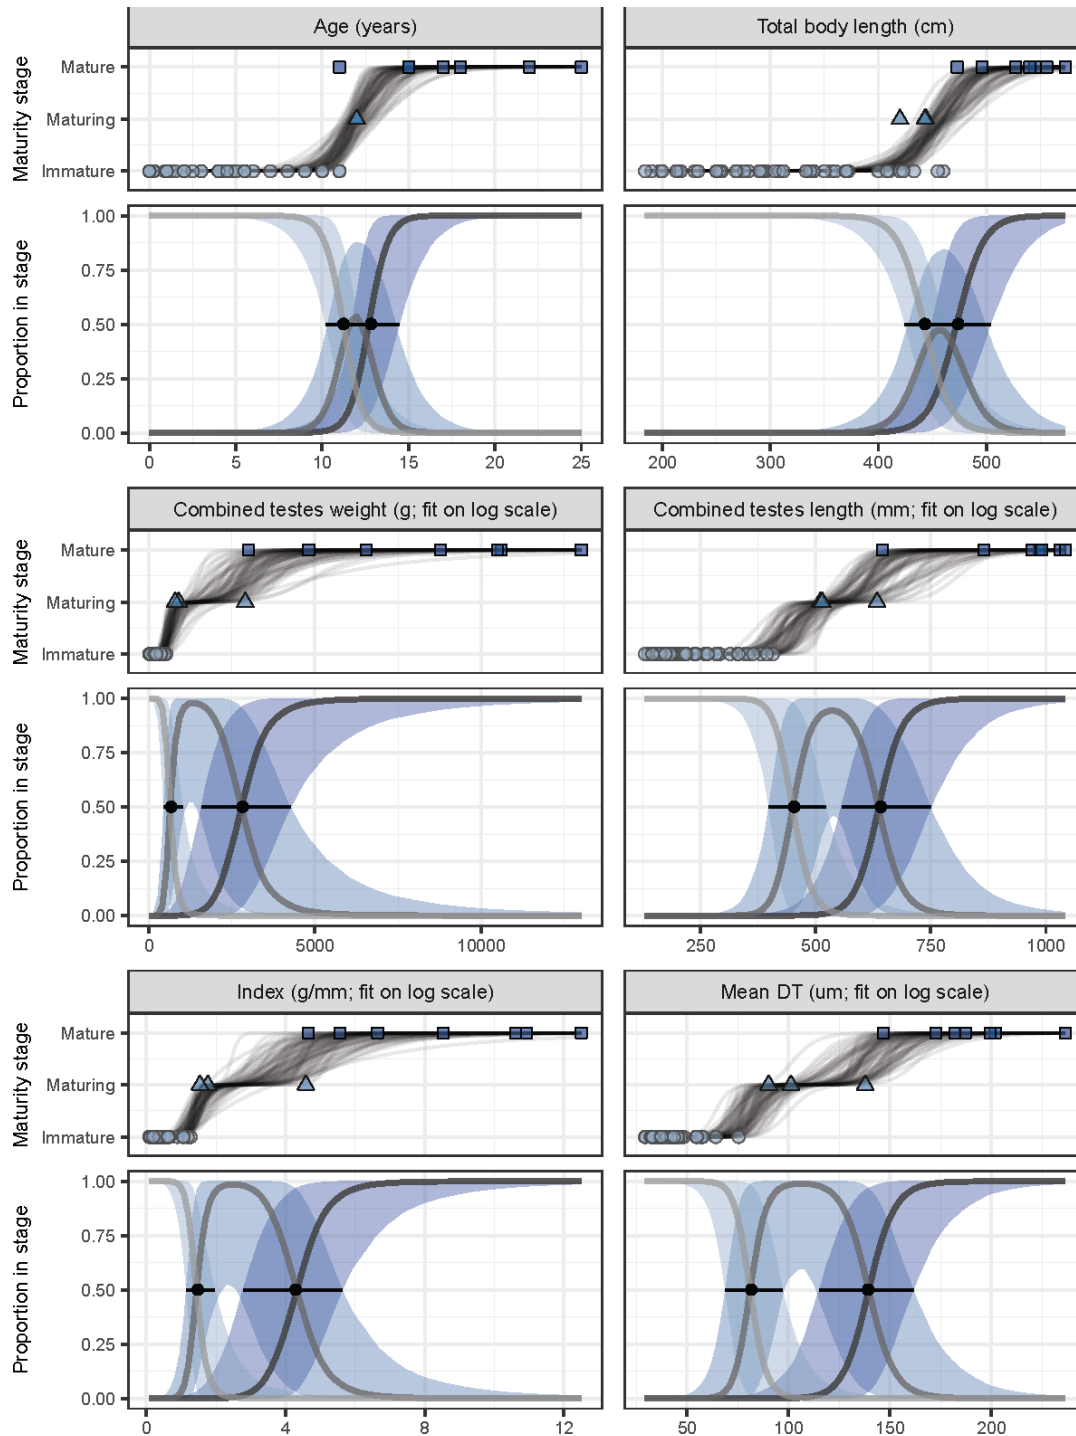 Age (years)
Total body length (cm)
Maturity stage
Mature
Maturing
Immature
Proportion in stage
1.00
0.75
0.50
0.25
0.00
0 5 10 15 20 25
200 300 400 500
Combined testes weight (g; fit on log scale)
Combined testes length (mm; fit on log scale)
Maturity stage
Mature
Maturing
Immature
Proportion in stage
1.00
0.75
0.50
0.25
0.00
0 5000 10000
250 500 750 1000
Index (g/mm; fit on log scale)
Mean DT (um; fit on log scale)
Maturity stage
Mature
Maturing
Immature
Proportion in stage
1.00
0.75
0.50
0.25
0.00
0 4 8 12
50 100 150 200